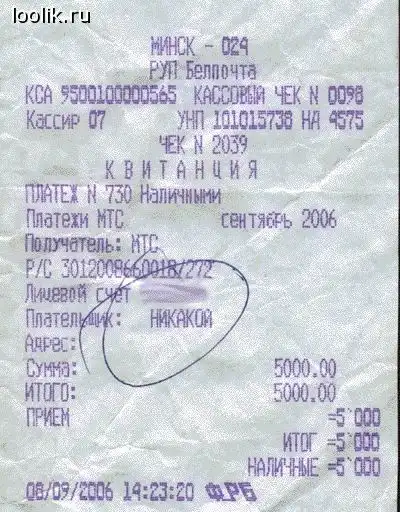 loolik.ru
МИНСК - 024
РУП Белпочта
КСА 9500100000565 КАССОВЫЙ ЧЕК N 0098
Кассир 07 УНП 101015738 НА 4575
ЧЕК N 2039
КВИТАНЦИЯ
ПЛАТЕЖ N 730 Наличными
Платежи МТС сентябрь 2006
Получатель: МТС
Р/С 3012008660018/272
Лицевой счет
Плательщик: НИКАКОЙ
Адрес:
Сумма: 5000.00
ИТОГО: 5000.00
ПРИЕМ =5`000
ИТОГ =5`000
НАЛИЧНЫЕ =5`000
08/09/2006 14:23:20 ФРБ